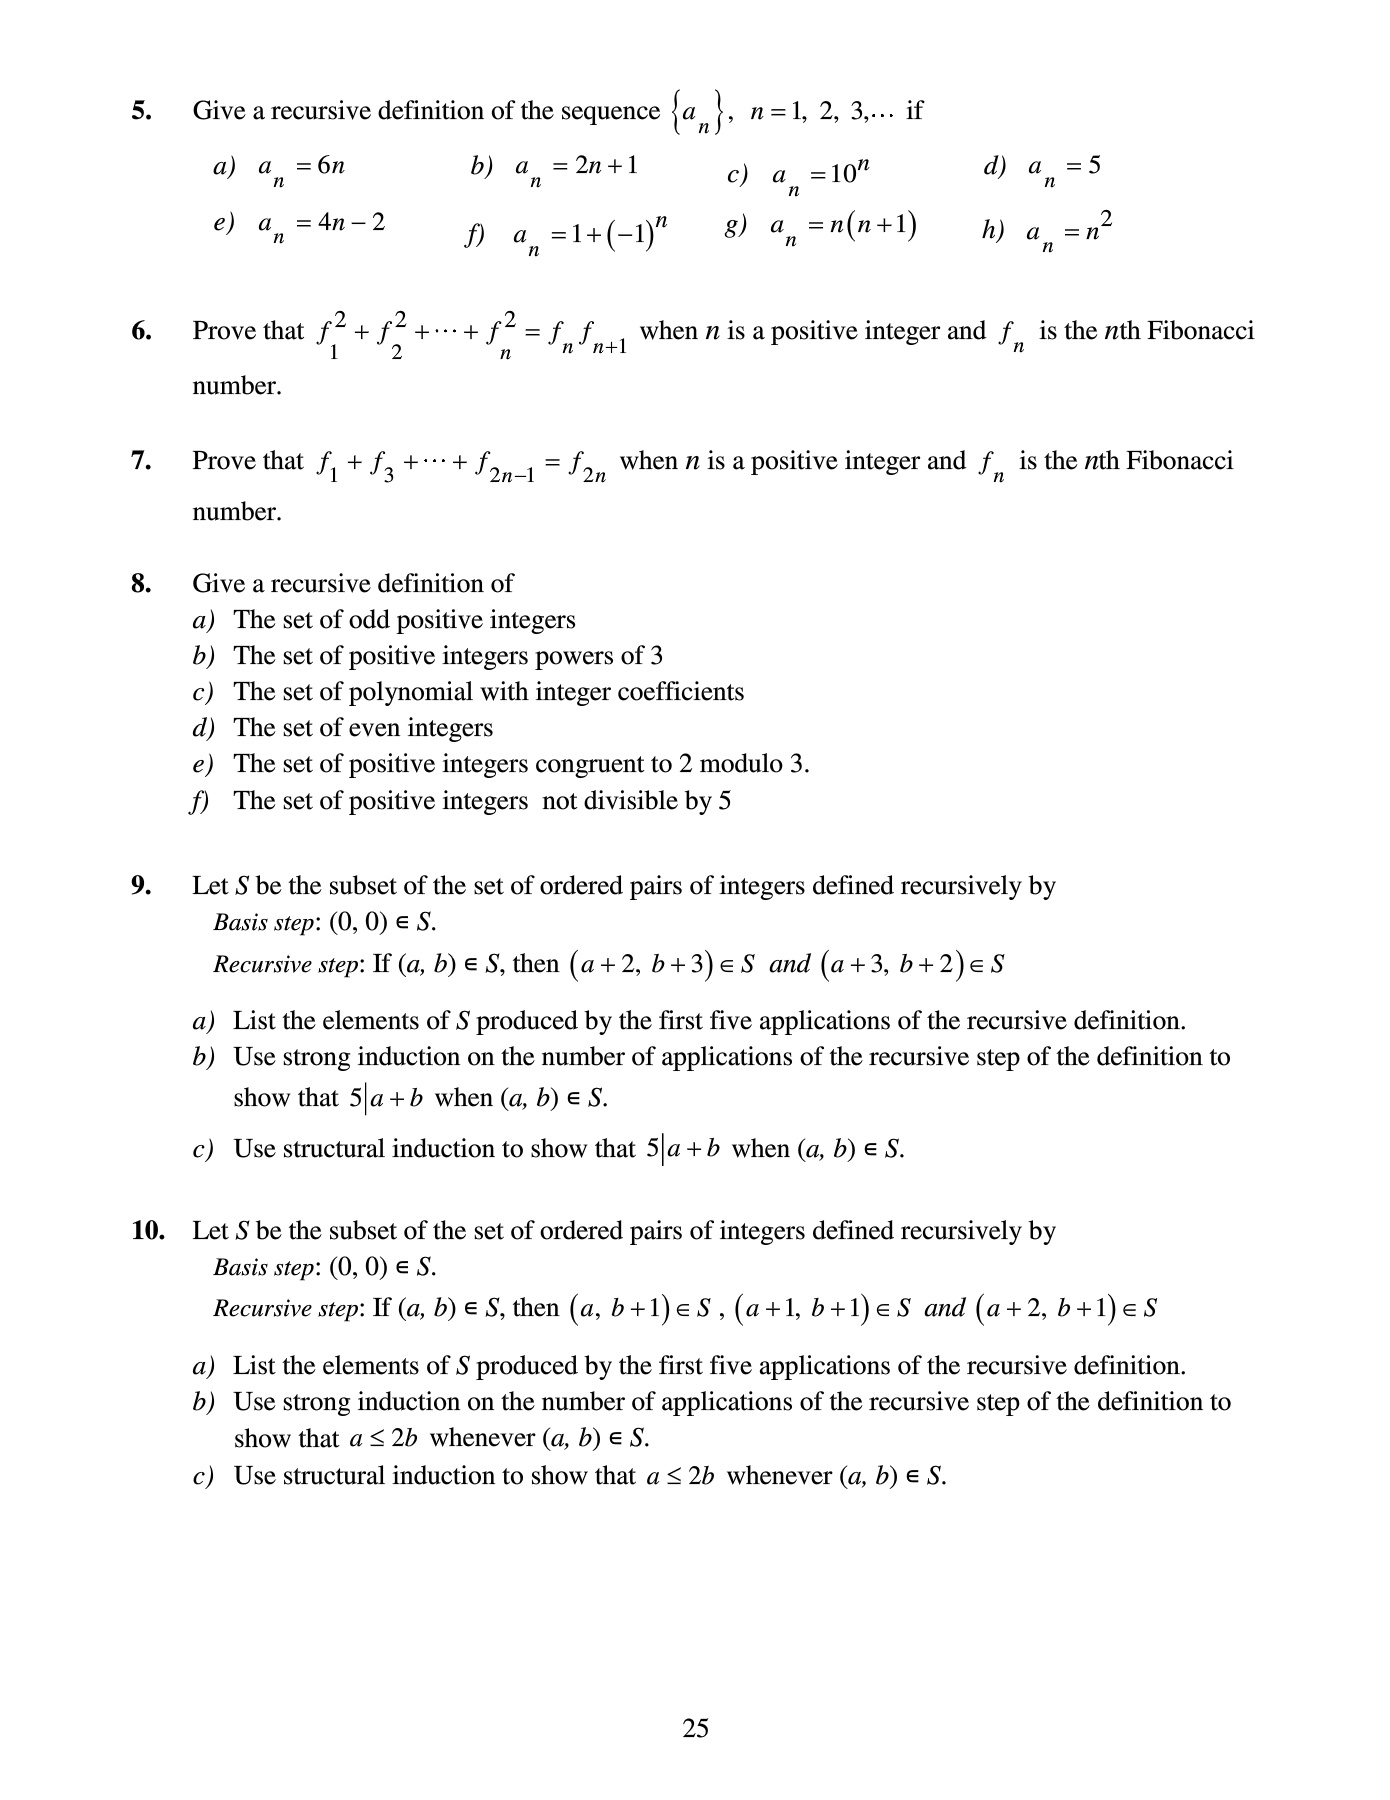 5. Give a recursive definition of the sequence {a_n}, n = 1, 2, 3,⋯ if
a) a_n = 6n b) a_n = 2n + 1 c) a_n = 10^n d) a_n = 5
e) a_n = 4n − 2 f) a_n = 1 + (−1)^n g) a_n = n(n + 1) h) a_n = n^2
6. Prove that f_1^2 + f_2^2 + ⋯ + f_n^2 = f_n f_{n+1} when n is a positive integer and f_n is the nth Fibonacci
number.
7. Prove that f_1 + f_3 + ⋯ + f_{2n−1} = f_{2n} when n is a positive integer and f_n is the nth Fibonacci
number.
8. Give a recursive definition of
a) The set of odd positive integers
b) The set of positive integers powers of 3
c) The set of polynomial with integer coefficients
d) The set of even integers
e) The set of positive integers congruent to 2 modulo 3.
f) The set of positive integers not divisible by 5
9. Let S be the subset of the set of ordered pairs of integers defined recursively by
Basis step: (0, 0) ∈ S.
Recursive step: If (a, b) ∈ S, then (a + 2, b + 3) ∈ S and (a + 3, b + 2) ∈ S
a) List the elements of S produced by the first five applications of the recursive definition.
b) Use strong induction on the number of applications of the recursive step of the definition to
show that 5|a + b when (a, b) ∈ S.
c) Use structural induction to show that 5|a + b when (a, b) ∈ S.
10. Let S be the subset of the set of ordered pairs of integers defined recursively by
Basis step: (0, 0) ∈ S.
Recursive step: If (a, b) ∈ S, then (a, b + 1) ∈ S , (a + 1, b + 1) ∈ S and (a + 2, b + 1) ∈ S
a) List the elements of S produced by the first five applications of the recursive definition.
b) Use strong induction on the number of applications of the recursive step of the definition to
show that a ≤ 2b whenever (a, b) ∈ S.
c) Use structural induction to show that a ≤ 2b whenever (a, b) ∈ S.
25